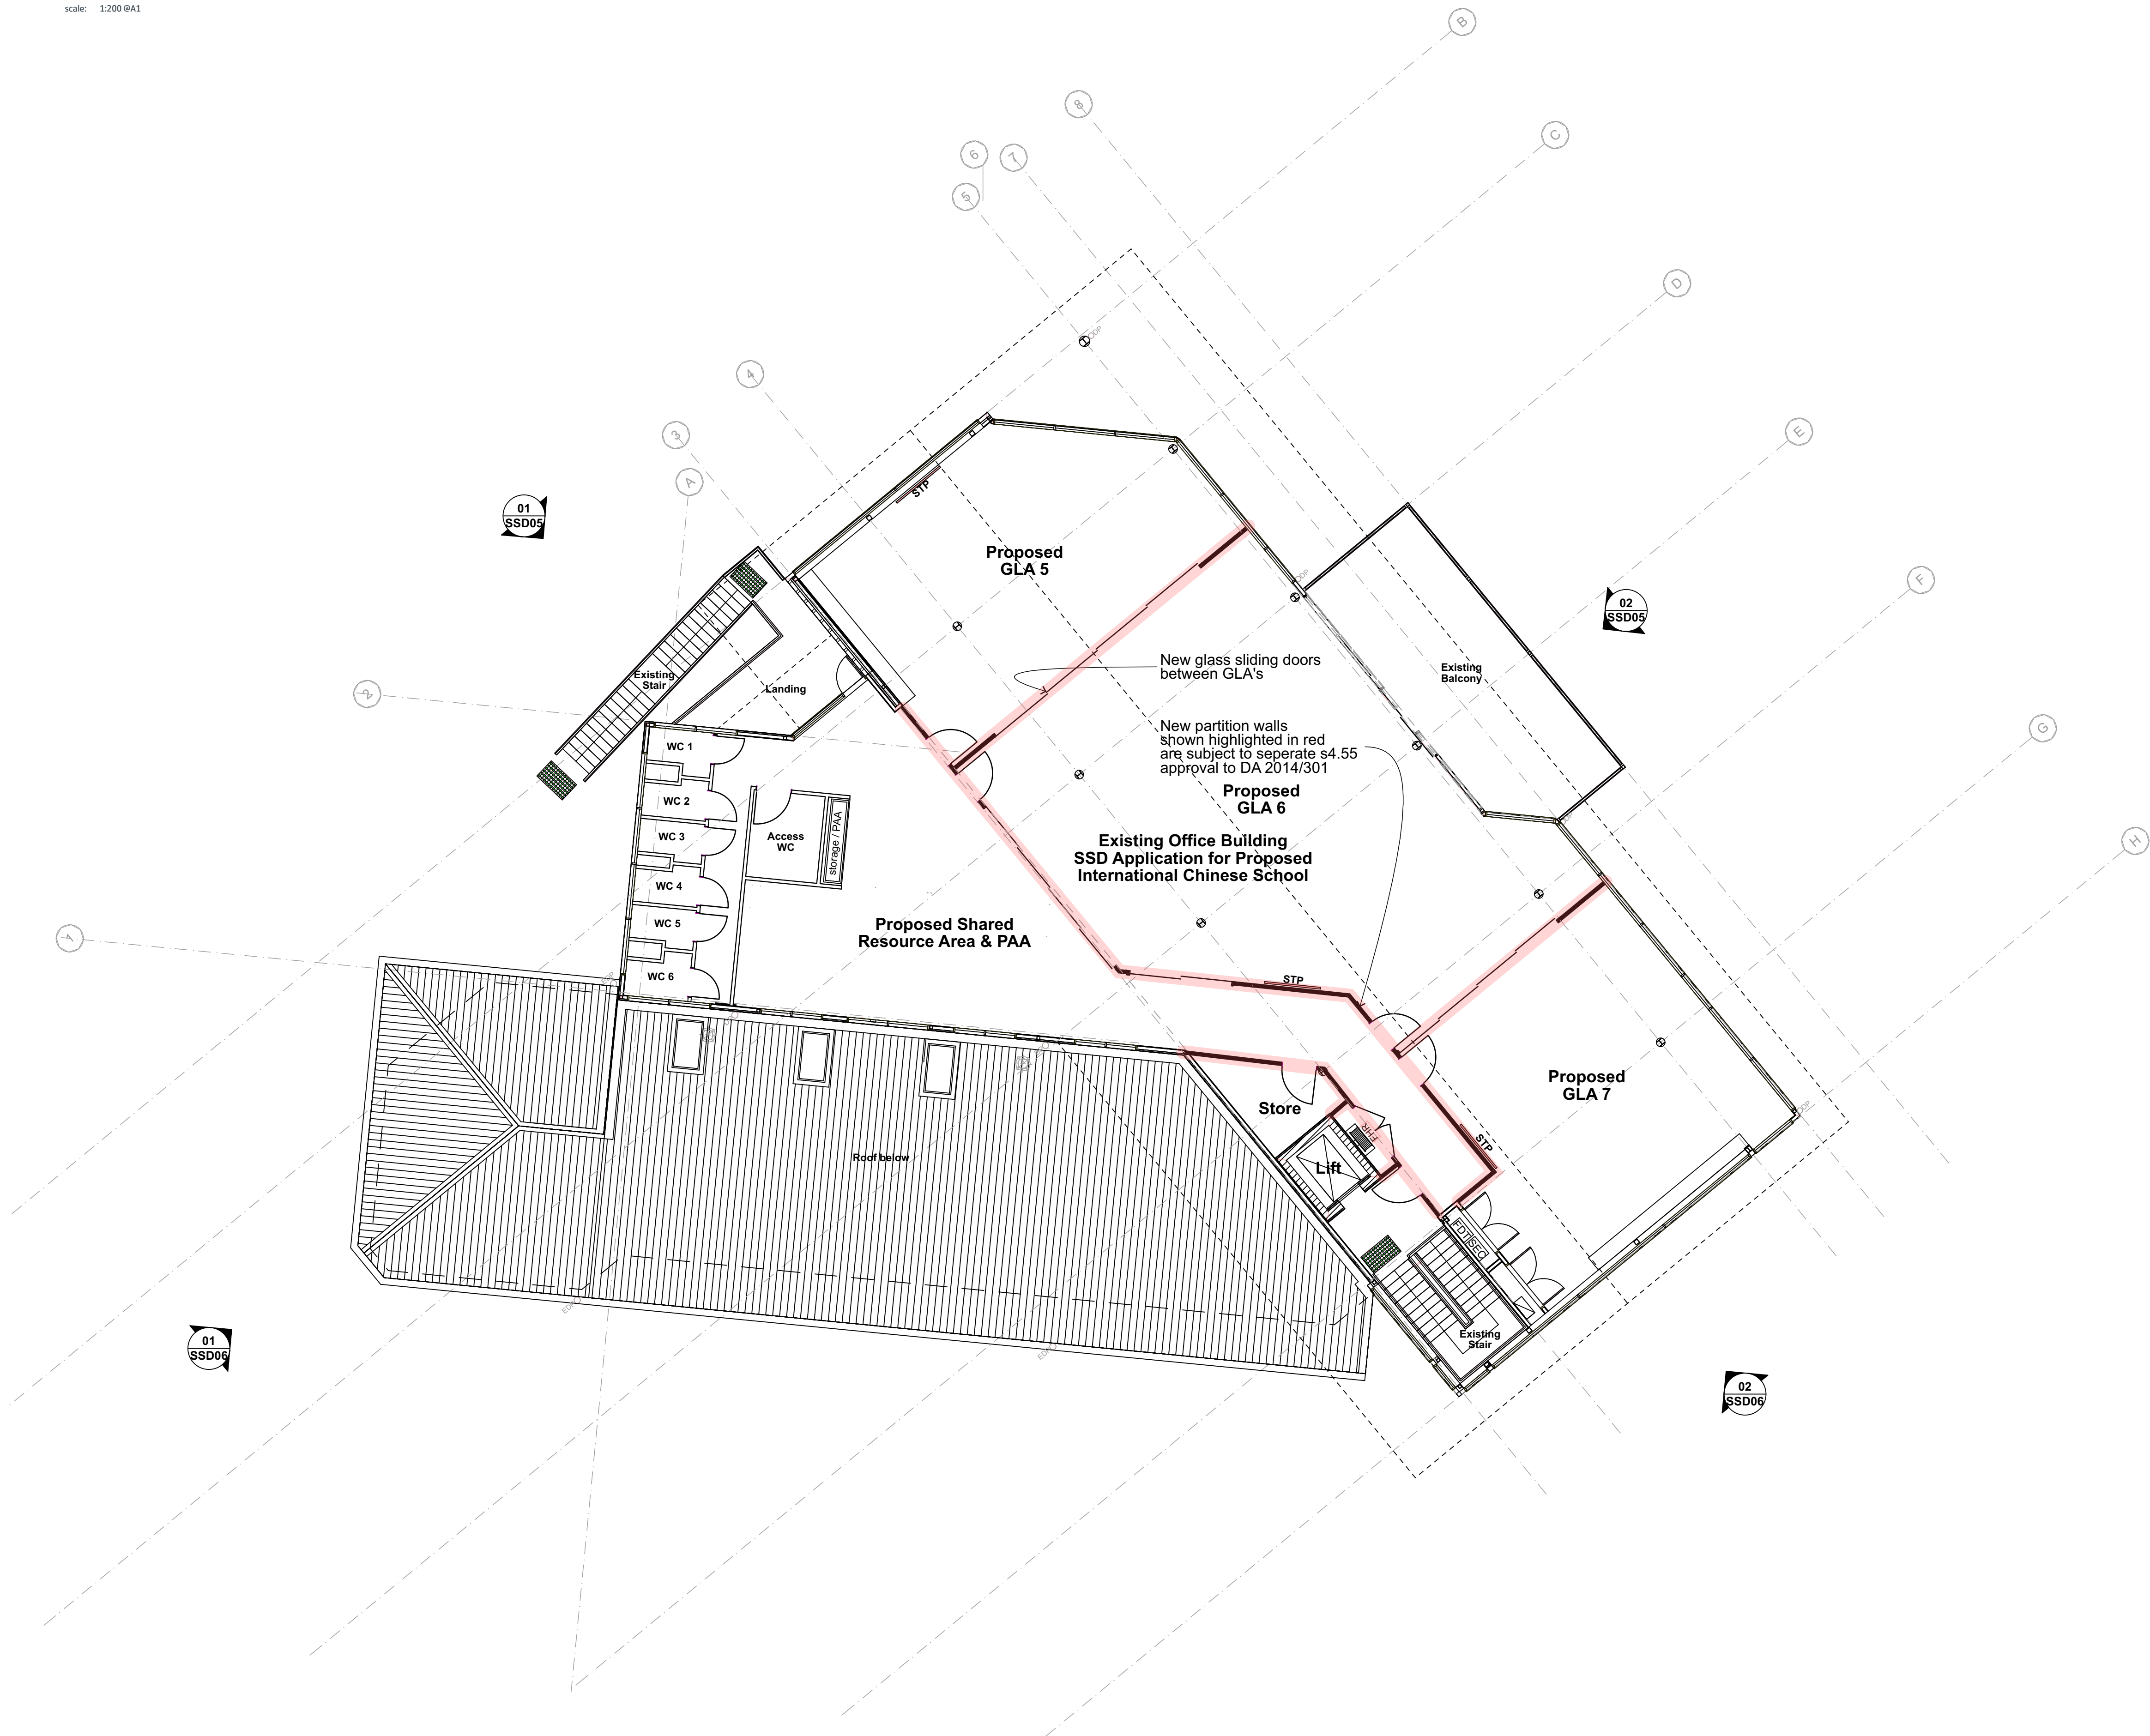 scale: 1:200 @A1
B
8
C
6
7
5
D
4
E
3
A
01
SSD05
STP
Proposed
GLA 5
F
02
SSD05
New glass sliding doors
between GLA's
Existing
Balcony
Existing
Stair
Landing
2
G
New partition walls
shown highlighted in red
are subject to seperate s4.55
approval to DA 2014/301
WC 1
Proposed
GLA 6
WC 2
WC 3
Access
WC
storage / PAA
Existing Office Building
SSD Application for Proposed
International Chinese School
H
WC 4
WC 5
Proposed Shared
Resource Area & PAA
1
WC 6
EDP
STP
Proposed
GLA 7
Store
FHR
STP
Roof below
Lift
FDT
SEC
Existing
Stair
01
SSD06
02
SSD06